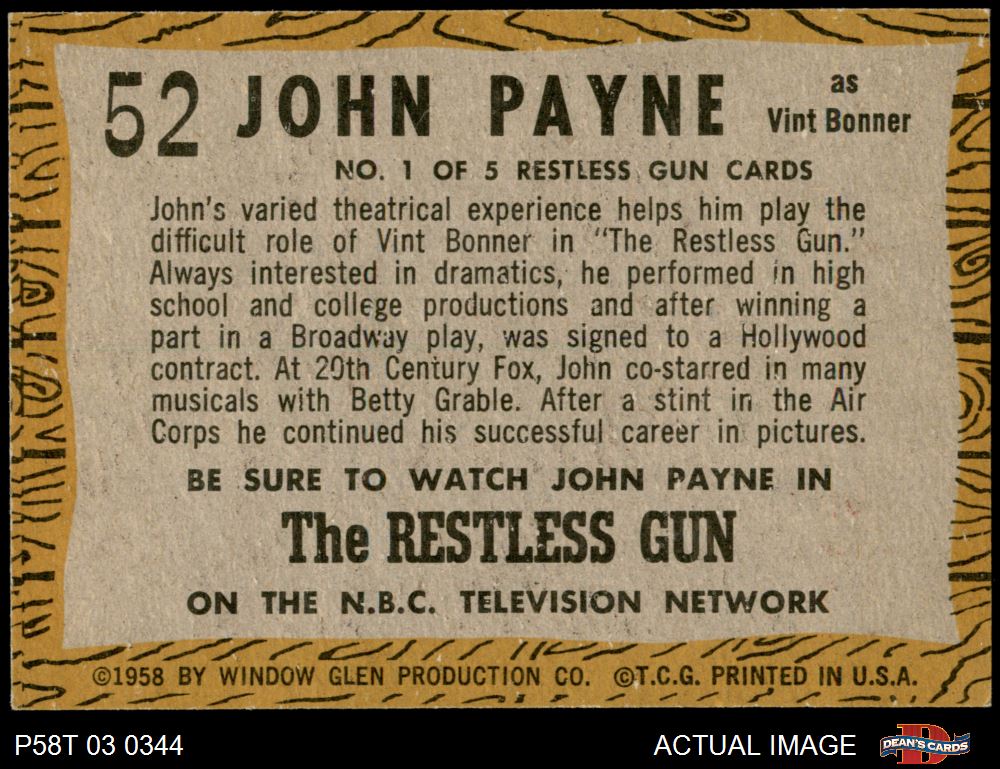 52 JOHN PAYNE as Vint Bonner
NO. 1 OF 5 RESTLESS GUN CARDS
John's varied theatrical experience helps him play the
difficult role of Vint Bonner in "The Restless Gun."
Always interested in dramatics, he performed in high
school and college productions and after winning a
part in a Broadway play, was signed to a Hollywood
contract. At 20th Century Fox, John co-starred in many
musicals with Betty Grable. After a stint in the Air
Corps he continued his successful career in pictures.
BE SURE TO WATCH JOHN PAYNE IN
The RESTLESS GUN
ON THE N.B.C. TELEVISION NETWORK
©1958 BY WINDOW GLEN PRODUCTION CO. ©T.C.G. PRINTED IN U.S.A.
P58T 03 0344 ACTUAL IMAGE DEAN'S CARDS